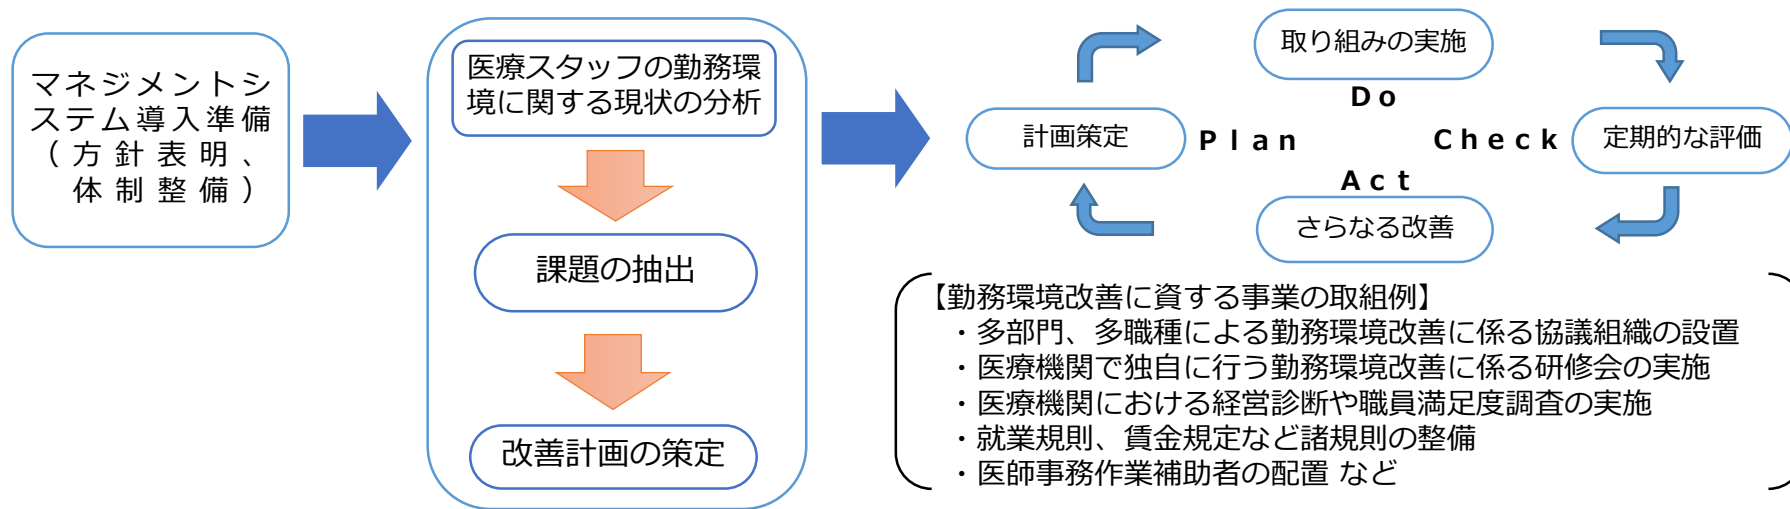 マネジメントシ
ステム導入準備
（方針表明、
体制整備）
医療スタッフの勤務環
境に関する現状の分析
課題の抽出
改善計画の策定
取り組みの実施
Do
計画策定
Plan
Check
定期的な評価
Act
さらなる改善
【勤務環境改善に資する事業の取組例】
・多部門、多職種による勤務環境改善に係る協議組織の設置
・医療機関で独自に行う勤務環境改善に係る研修会の実施
・医療機関における経営診断や職員満足度調査の実施
・就業規則、賃金規定など諸規則の整備
・医師事務作業補助者の配置 など